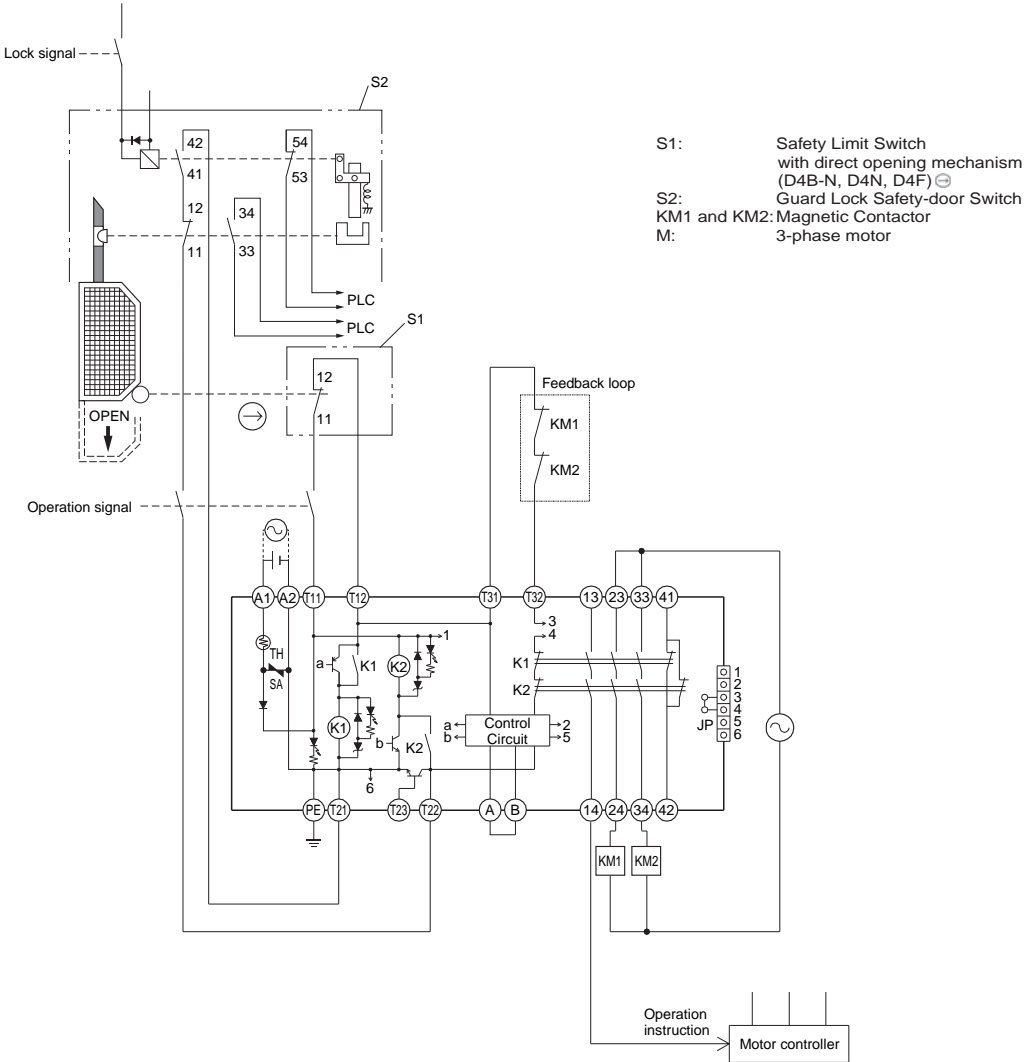 Lock signal
S2
42
41
12
11
34
33
54
53
PLC
PLC
S1
12
11
OPEN
Operation signal
S1: Safety Limit Switch
with direct opening mechanism
(D4B-N, D4N, D4F)
S2: Guard Lock Safety-door Switch
KM1 and KM2: Magnetic Contactor
M: 3-phase motor
Feedback loop
KM1
KM2
A1 A2 T11 T12 T31 T32 13 23 33 41
TH
SA
a
K1
K2
1
3
4
K1
K2
K1
b
K2
a
b
Control
Circuit
2
5
6
JP
1
2
3
4
5
6
PE T21 T23 T22 A B 14 24 34 42
KM1 KM2
Operation
instruction
Motor controller